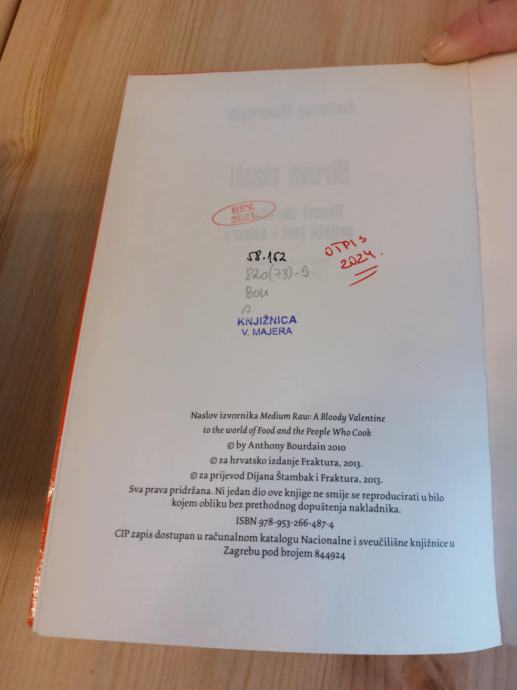 REV.
2021.
OTPIS
2024.
58.152
820(73)-9
BOU
KNJIŽNICA
V. MAJERA
Naslov izvornika Medium Raw: A Bloody Valentine
to the world of Food and the People Who Cook
© by Anthony Bourdain 2010
© za hrvatsko izdanje Fraktura, 2013.
© za prijevod Dijana Štambak i Fraktura, 2013.
Sva prava pridržana. Ni jedan dio ove knjige ne smije se reproducirati u bilo
kojem obliku bez prethodnog dopuštenja nakladnika.
ISBN 978-953-266-487-4
CIP zapis dostupan u računalnom katalogu Nacionalne i sveučilišne knjižnice u
Zagrebu pod brojem 844924